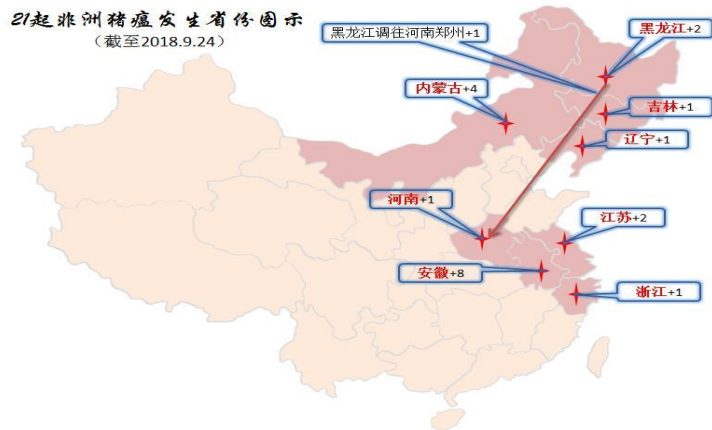 21起非洲猪瘟发生省份图示
（截至2018.9.24）
黑龙江调往河南郑州+1
黑龙江+2
内蒙古+4
吉林+1
辽宁+1
河南+1
江苏+2
安徽+8
浙江+1